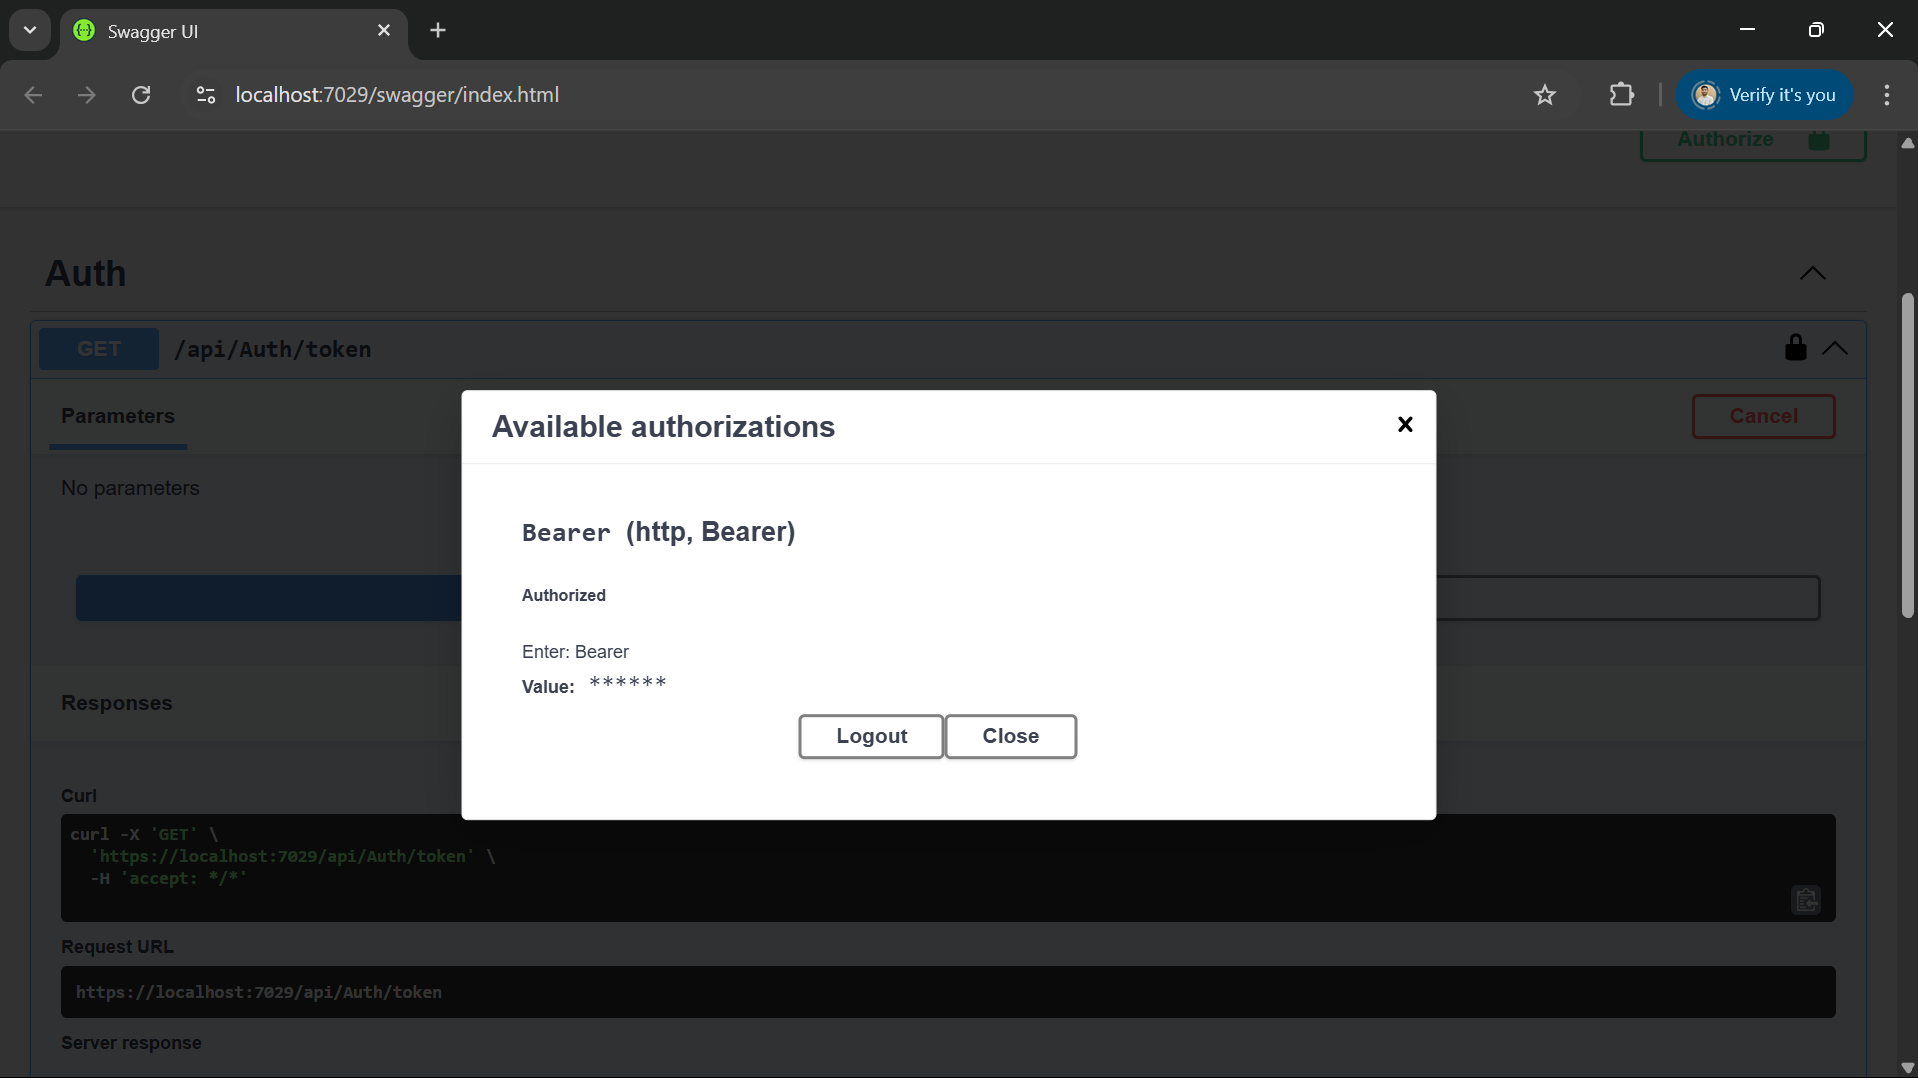 Swagger UI
localhost:7029/swagger/index.html
Verify it's you
Authorize
Auth
GET /api/Auth/token
Parameters
Cancel
No parameters
Available authorizations
Bearer (http, Bearer)
Authorized
Enter: Bearer
Value: ******
Logout
Close
Responses
Curl
curl -X 'GET' \
'https://localhost:7029/api/Auth/token' \
-H 'accept: */*'
Request URL
https://localhost:7029/api/Auth/token
Server response